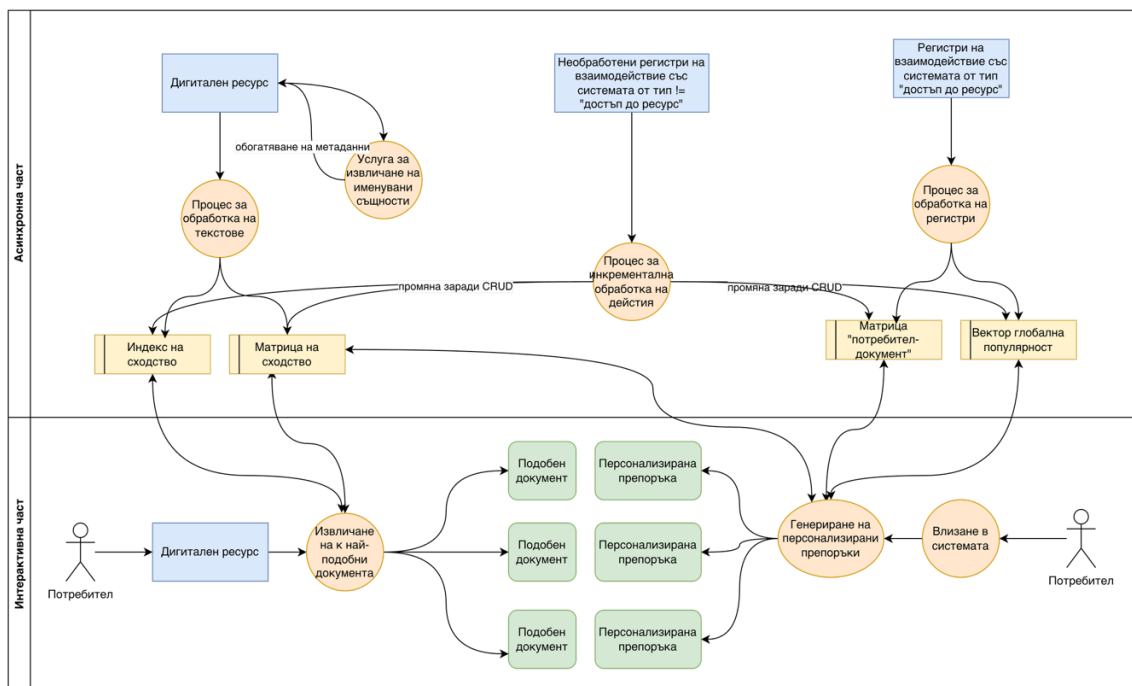 Асинхронна част
Дигитален ресурс
обогатяване на метаданни
Услуга за
извличане на
именувани
същности
Процес за
обработка на
текстове
Необработени регистри на
взаимодействие със
системата от тип !=
"достъп до ресурс"
Регистри на
взаимодействие със
системата от тип
"достъп до ресурс"
Процес за
обработка на
регистри
Процес за
инкрементална
обработка на
действия
промяна заради CRUD
промяна заради CRUD
Индекс на
сходство
Матрица на
сходство
Матрица
"потребител-
документ"
Вектор глобална
популярност
Интерактивна част
Потребител
Дигитален ресурс
Извличане
на к най-
подобни
документа
Подобен
документ
Персонализирана
препоръка
Подобен
документ
Персонализирана
препоръка
Подобен
документ
Персонализирана
препоръка
Генериране на
персонализирани
препоръки
Влизане в
системата
Потребител